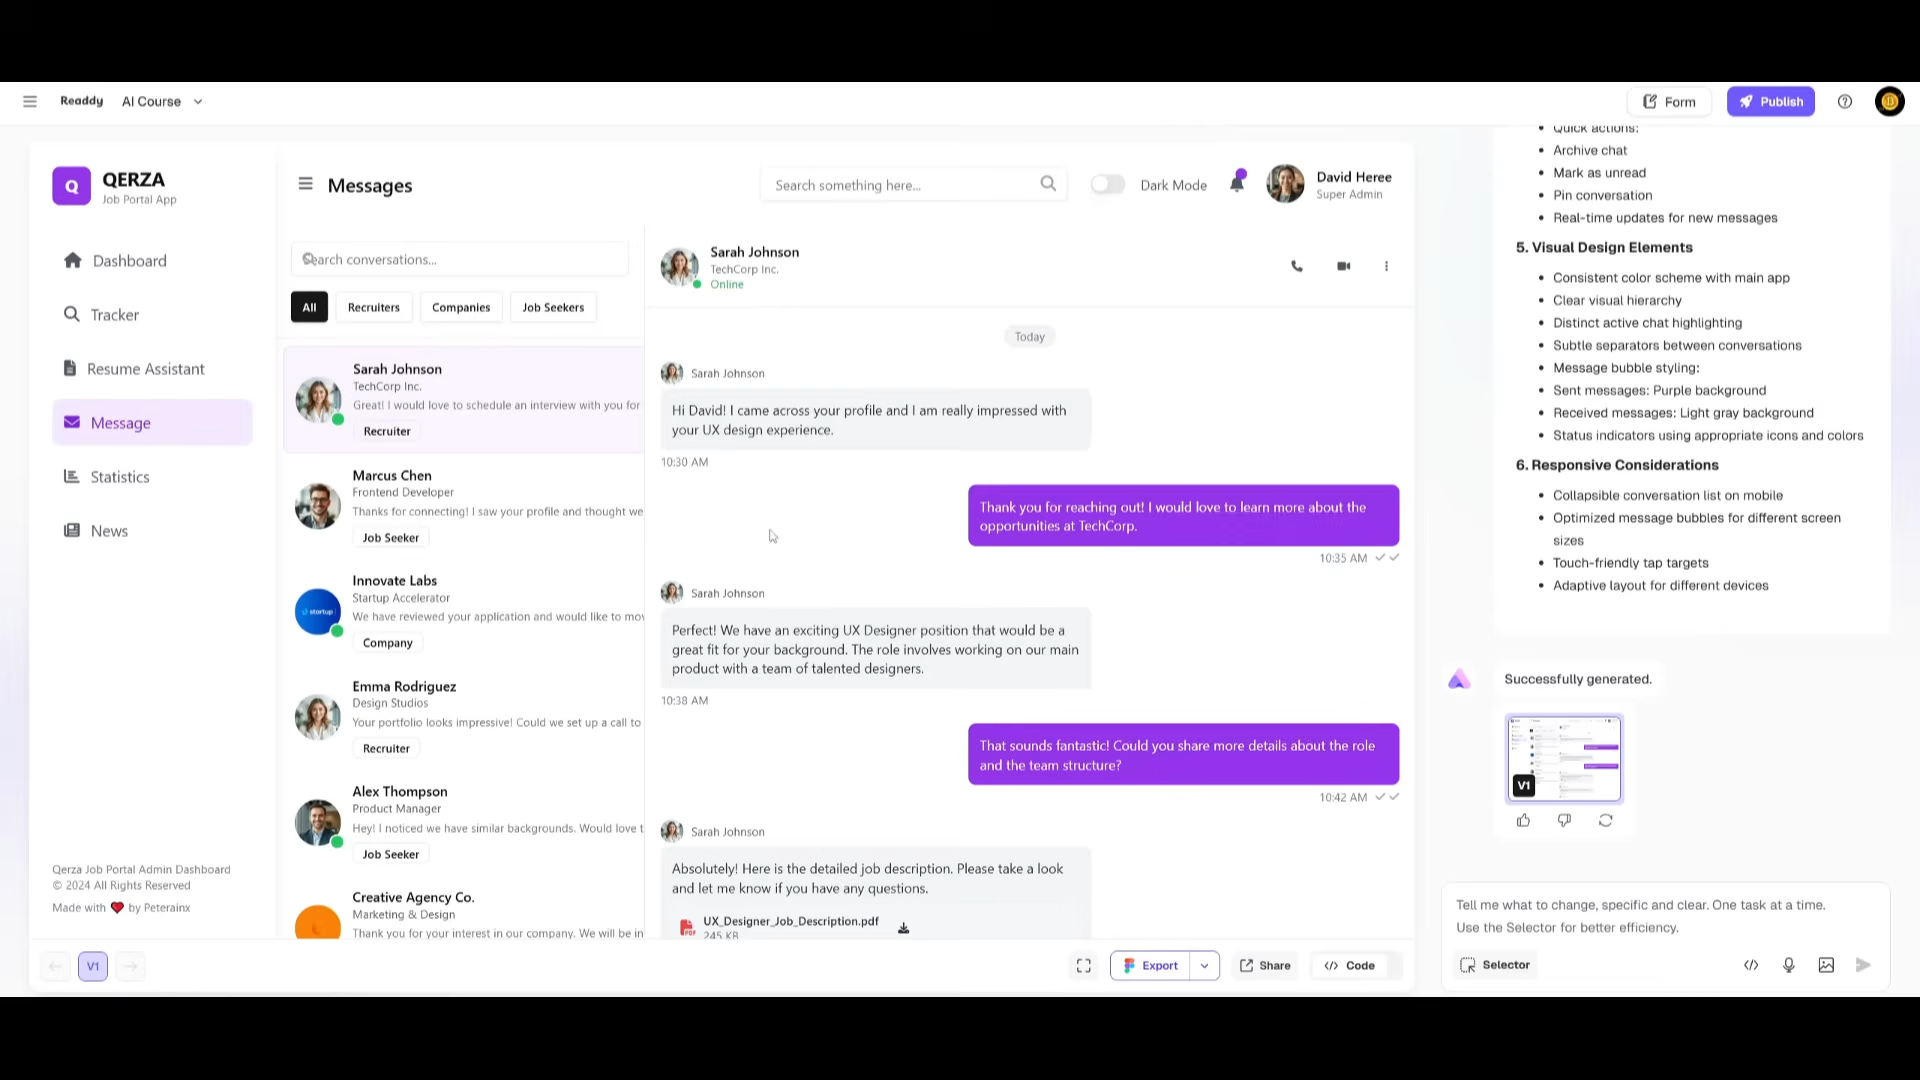 Readdy
AI Course
Form
Publish
Q
QERZA
Job Portal App
Dashboard
Tracker
Resume Assistant
Message
Statistics
News
Qerza Job Portal Admin Dashboard
© 2024 All Rights Reserved
Made with ❤️ by Peterainx
Messages
Search something here...
Dark Mode
David Heree
Super Admin
Search conversations...
All
Recruiters
Companies
Job Seekers
Sarah Johnson
TechCorp Inc.
Great! I would love to schedule an interview with you for
Recruiter
Marcus Chen
Frontend Developer
Thanks for connecting! I saw your profile and thought we
Job Seeker
startup
Innovate Labs
Startup Accelerator
We have reviewed your application and would like to mov
Company
Emma Rodriguez
Design Studios
Your portfolio looks impressive! Could we set up a call to
Recruiter
Alex Thompson
Product Manager
Hey! I noticed we have similar backgrounds. Would love t
Job Seeker
Creative Agency Co.
Marketing & Design
Thank you for your interest in our company. We will be in
Sarah Johnson
TechCorp Inc.
Online
Today
Sarah Johnson
Hi David! I came across your profile and I am really impressed with
your UX design experience.
10:30 AM
Thank you for reaching out! I would love to learn more about the
opportunities at TechCorp.
10:35 AM
Sarah Johnson
Perfect! We have an exciting UX Designer position that would be a
great fit for your background. The role involves working on our main
product with a team of talented designers.
10:38 AM
That sounds fantastic! Could you share more details about the role
and the team structure?
10:42 AM
Sarah Johnson
Absolutely! Here is the detailed job description. Please take a look
and let me know if you have any questions.
PDF
UX_Designer_Job_Description.pdf
245 KB
V1
Export
Share
Code
• Quick actions:
• Archive chat
• Mark as unread
• Pin conversation
• Real-time updates for new messages
5. Visual Design Elements
• Consistent color scheme with main app
• Clear visual hierarchy
• Distinct active chat highlighting
• Subtle separators between conversations
• Message bubble styling:
• Sent messages: Purple background
• Received messages: Light gray background
• Status indicators using appropriate icons and colors
6. Responsive Considerations
• Collapsible conversation list on mobile
• Optimized message bubbles for different screen
sizes
• Touch-friendly tap targets
• Adaptive layout for different devices
Successfully generated.
V1
Tell me what to change, specific and clear. One task at a time.
Use the Selector for better efficiency.
Selector